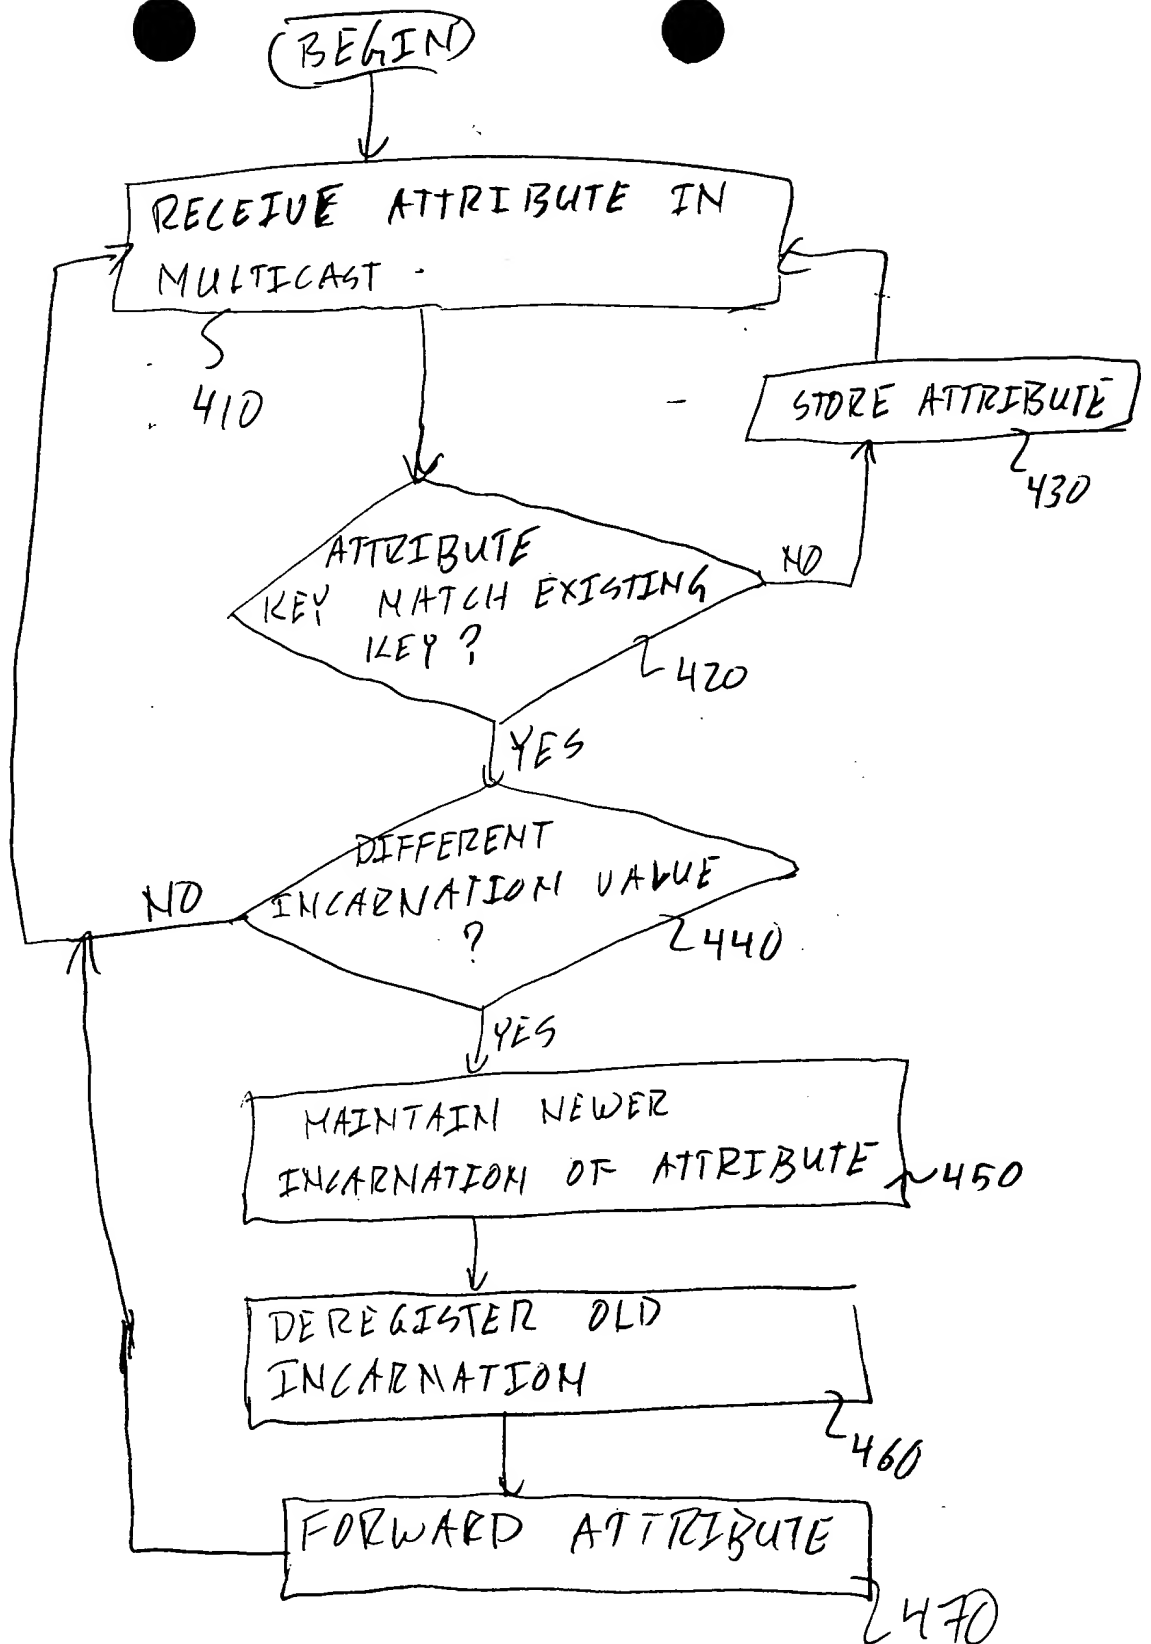 BEGIN
RECEIVE ATTRIBUTE IN
MULTICAST
410
STORE ATTRIBUTE
430
ATTRIBUTE
KEY MATCH EXISTING
KEY?
NO
420
YES
DIFFERENT
INCARNATION VALUE
?
NO
440
YES
MAINTAIN NEWER
INCARNATION OF ATTRIBUTE
450
DEREGISTER OLD
INCARNATION
460
FORWARD ATTRIBUTE
470